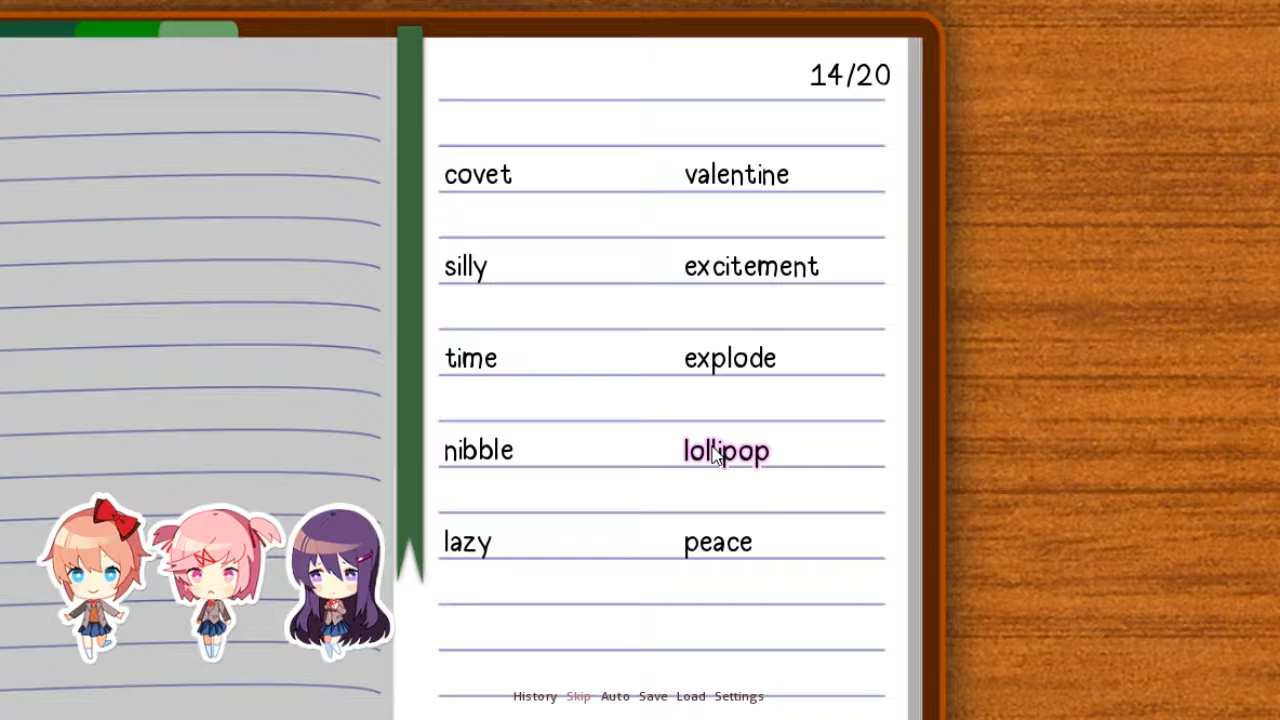 14/20
covet valentine
silly excitement
time explode
nibble lollipop
lazy peace
History Skip Auto Save Load Settings